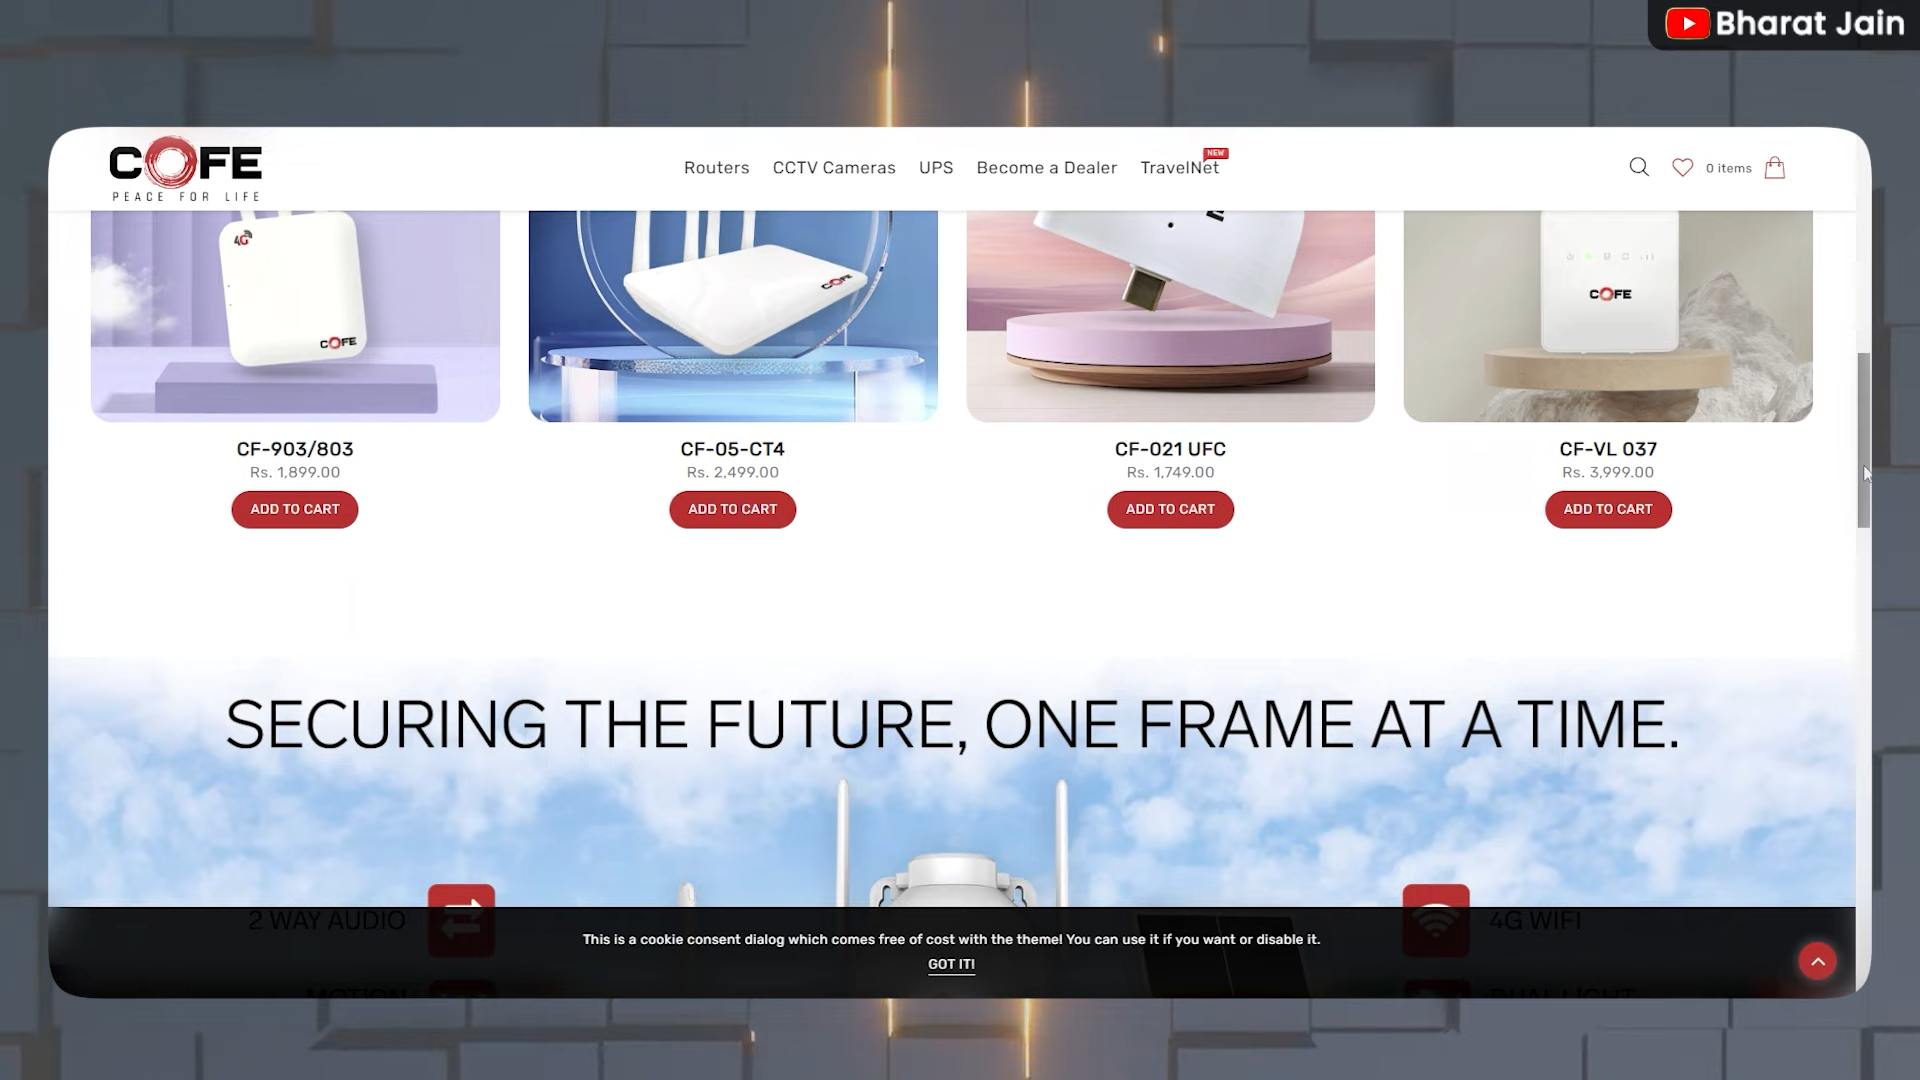 Bharat Jain
COFE
PEACE FOR LIFE
Routers CCTV Cameras UPS Become a Dealer TravelNet NEW
0 items
4G
COFE
COFE
COFE
CF-903/803
Rs. 1,899.00
ADD TO CART
CF-05-CT4
Rs. 2,499.00
ADD TO CART
CF-021 UFC
Rs. 1,749.00
ADD TO CART
CF-VL 037
Rs. 3,999.00
ADD TO CART
SECURING THE FUTURE, ONE FRAME AT A TIME.
2 WAY AUDIO
4G WIFI
This is a cookie consent dialog which comes free of cost with the theme! You can use it if you want or disable it.
GOT IT!
MOTION
DUAL LIGHT